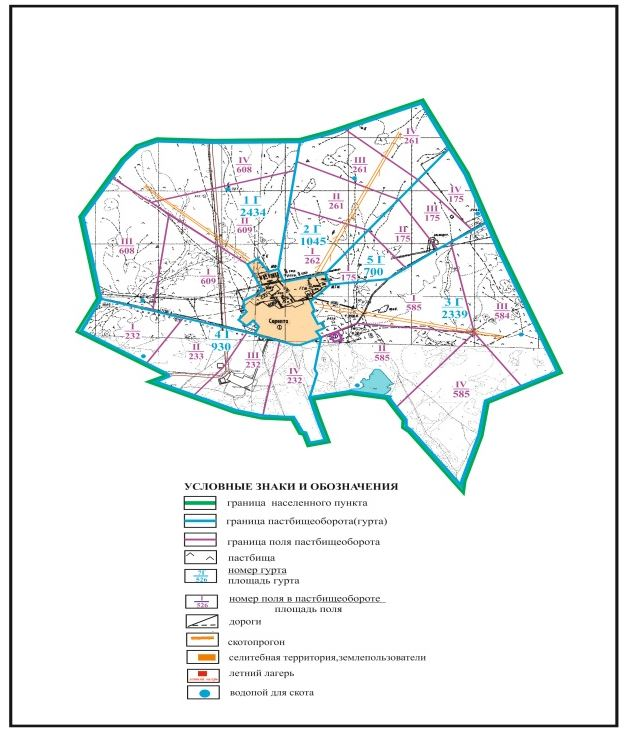 IV
261
IV
608
III
261
1 Г
2434
II
261
IV
175
III
175
II
609
2 Г
1045
II
175
III
608
I
262
5 Г
700
I
609
I
175
I
585
3 Г
2339
III
584
I
232
4 Г
930
II
233
III
232
IV
232
II
585
IV
585
УСЛОВНЫЕ ЗНАКИ И ОБОЗНАЧЕНИЯ
граница населенного пункта
граница пастбищеоборота(гурта)
граница поля пастбищеоборота
пастбища
номер гурта
площадь гурта
I
526
номер поля в пастбищеобороте
площадь поля
дороги
скотопрогон
селитебная территория,землепользователи
летний лагерь
водопой для скота